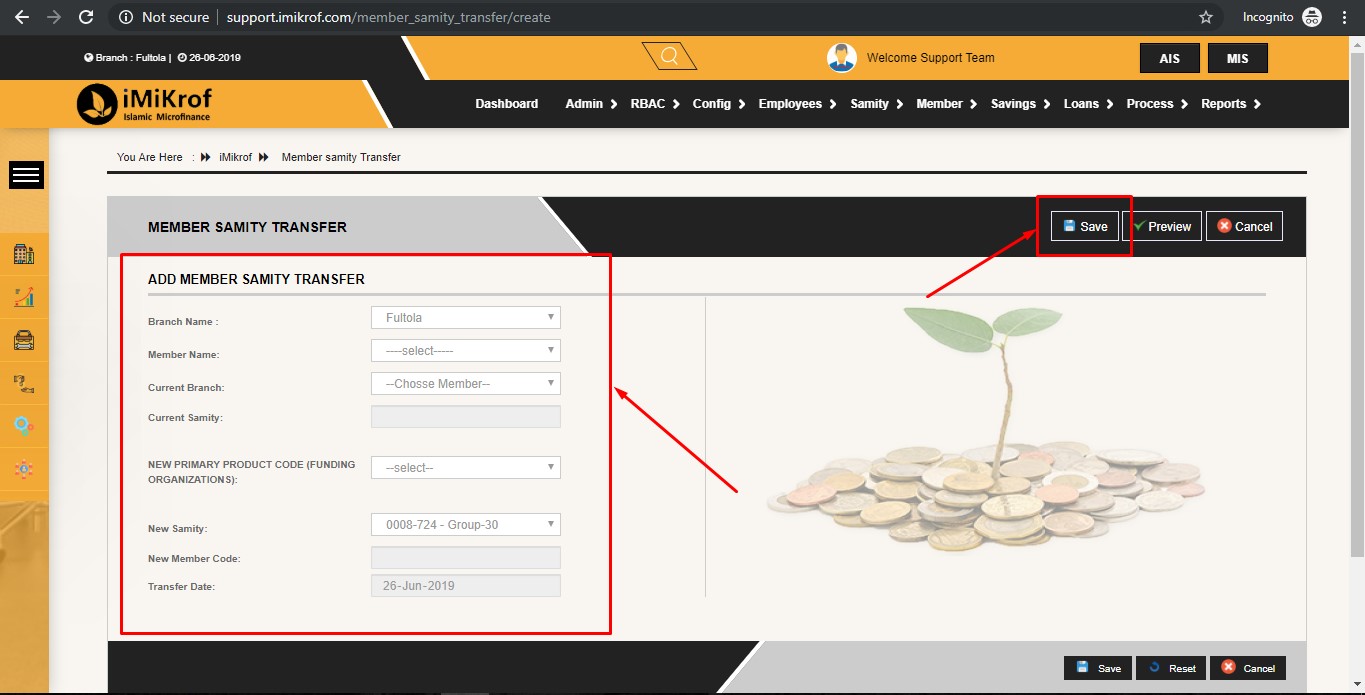 Not secure support.imikrof.com/member_samity_transfer/create Incognito
Branch : Fultola | 26-06-2019
Welcome Support Team
AIS MIS
iMiKrof
Islamic Microfinance
Dashboard Admin RBAC Config Employees Samity Member Savings Loans Process Reports
You Are Here : iMikrof Member samity Transfer
MEMBER SAMITY TRANSFER
Save Preview Cancel
ADD MEMBER SAMITY TRANSFER
Branch Name : Fultola
Member Name: ----select-----
Current Branch: --Chosse Member--
Current Samity:
NEW PRIMARY PRODUCT CODE (FUNDING
ORGANIZATIONS): --select--
New Samity: 0008-724 - Group-30
New Member Code:
Transfer Date: 26-Jun-2019
Save Reset Cancel